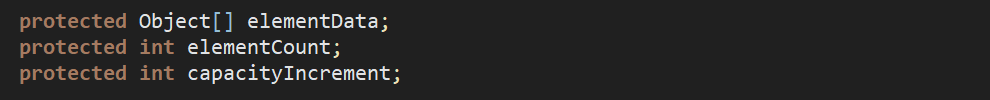 protected Object[] elementData;
protected int elementCount;
protected int capacityIncrement;